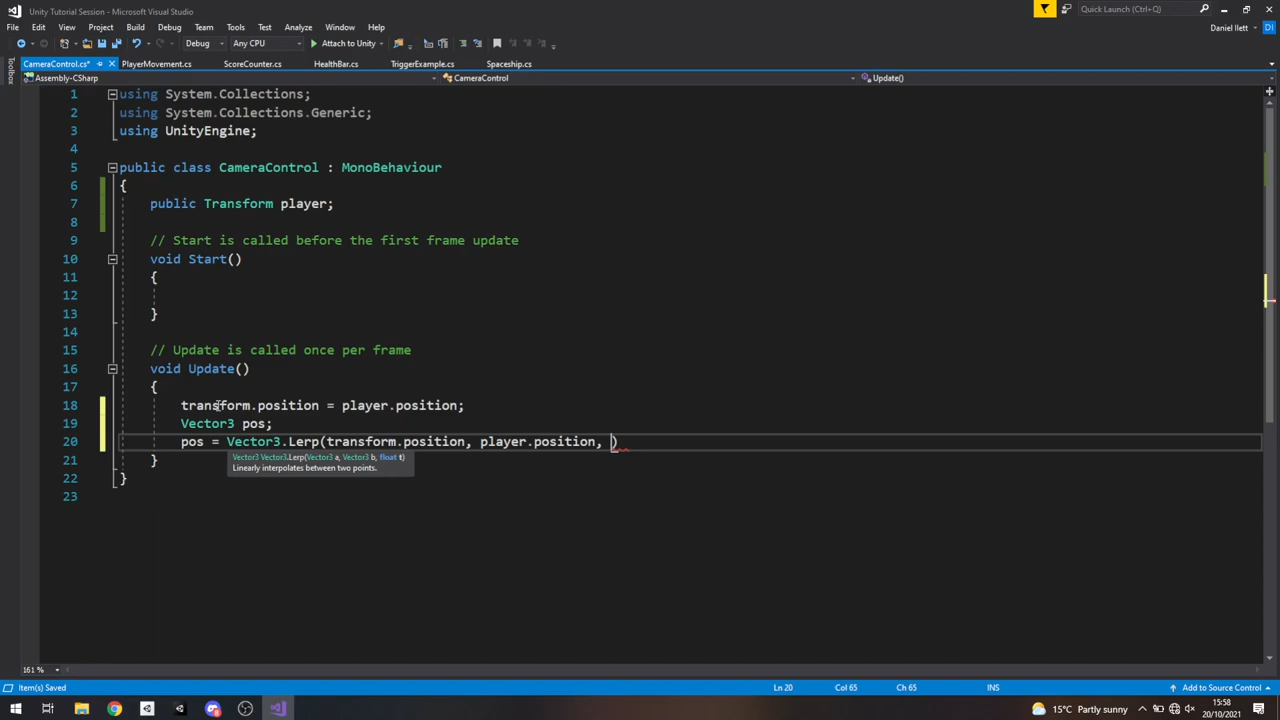 Unity Tutorial Session - Microsoft Visual Studio
Quick Launch (Ctrl+Q)
File Edit View Project Build Debug Team Tools Test Analyze Window Help
Daniel Ilett DI
Debug Any CPU Attach to Unity
Toolbox
CameraControl.cs* PlayerMovement.cs ScoreCounter.cs HealthBar.cs TriggerExample.cs Spaceship.cs
Assembly-CSharp CameraControl Update()
1 using System.Collections;
2 using System.Collections.Generic;
3 using UnityEngine;
4
5 public class CameraControl : MonoBehaviour
6 {
7 public Transform player;
8
9 // Start is called before the first frame update
10 void Start()
11 {
12
13 }
14
15 // Update is called once per frame
16 void Update()
17 {
18 transform.position = player.position;
19 Vector3 pos;
20 pos = Vector3.Lerp(transform.position, player.position, )
Vector3 Vector3.Lerp(Vector3 a, Vector3 b, float t)
Linearly interpolates between two points.
21 }
22 }
23
161 %
Item(s) Saved Ln 20 Col 65 Ch 65 INS Add to Source Control
15°C Partly sunny 15:58
20/10/2021